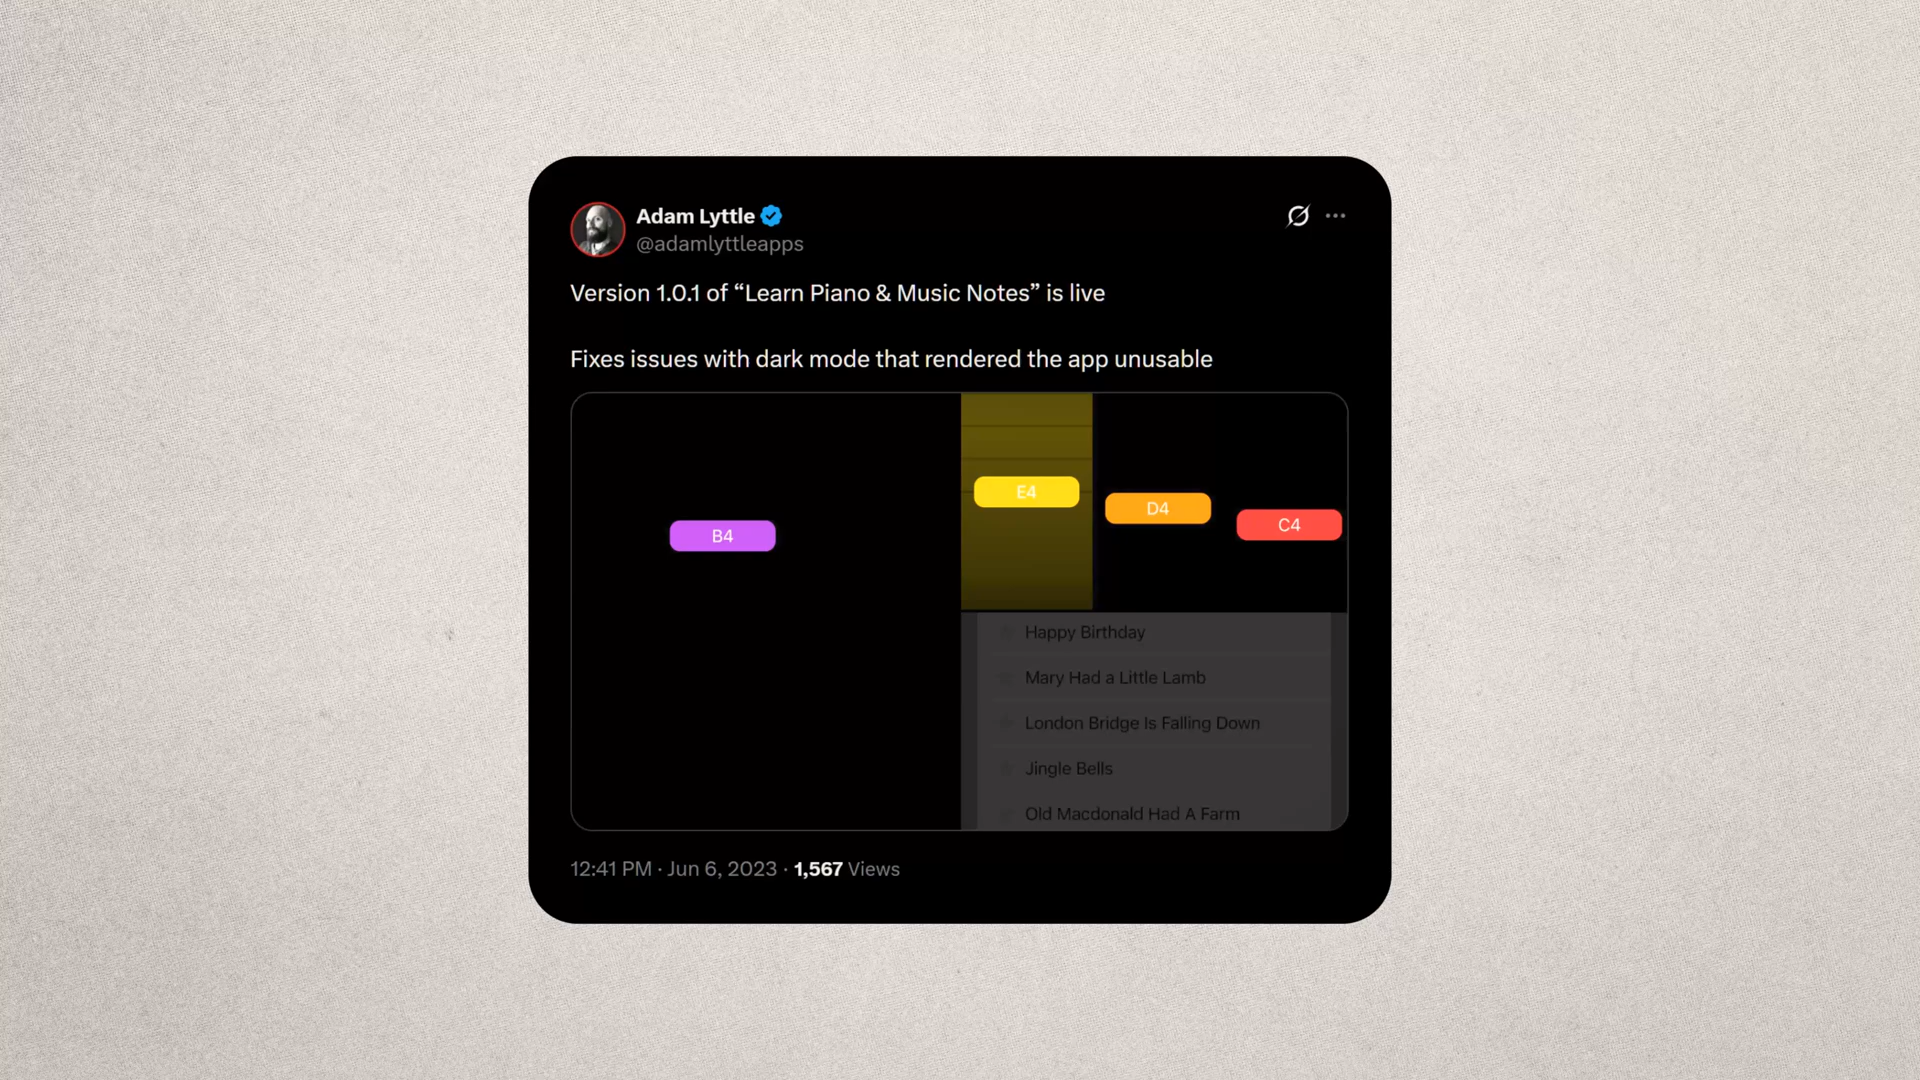 Adam Lyttle
@adamlyttleapps
Version 1.0.1 of “Learn Piano & Music Notes” is live
Fixes issues with dark mode that rendered the app unusable
B4
E4
D4
C4
Happy Birthday
Mary Had a Little Lamb
London Bridge Is Falling Down
Jingle Bells
Old Macdonald Had A Farm
12:41 PM · Jun 6, 2023 · 1,567 Views